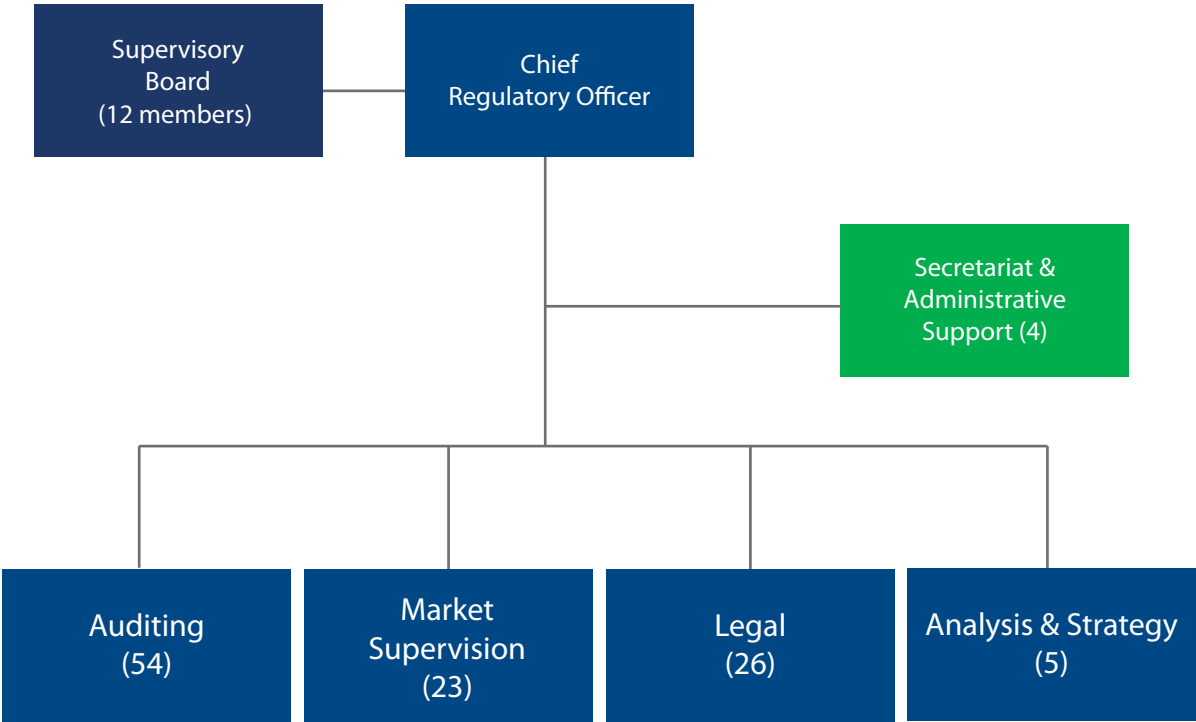 Supervisory
Board
(12 members)
Chief
Regulatory Officer
Secretariat &
Administrative
Support (4)
Auditing
(54)
Market
Supervision
(23)
Legal
(26)
Analysis & Strategy
(5)